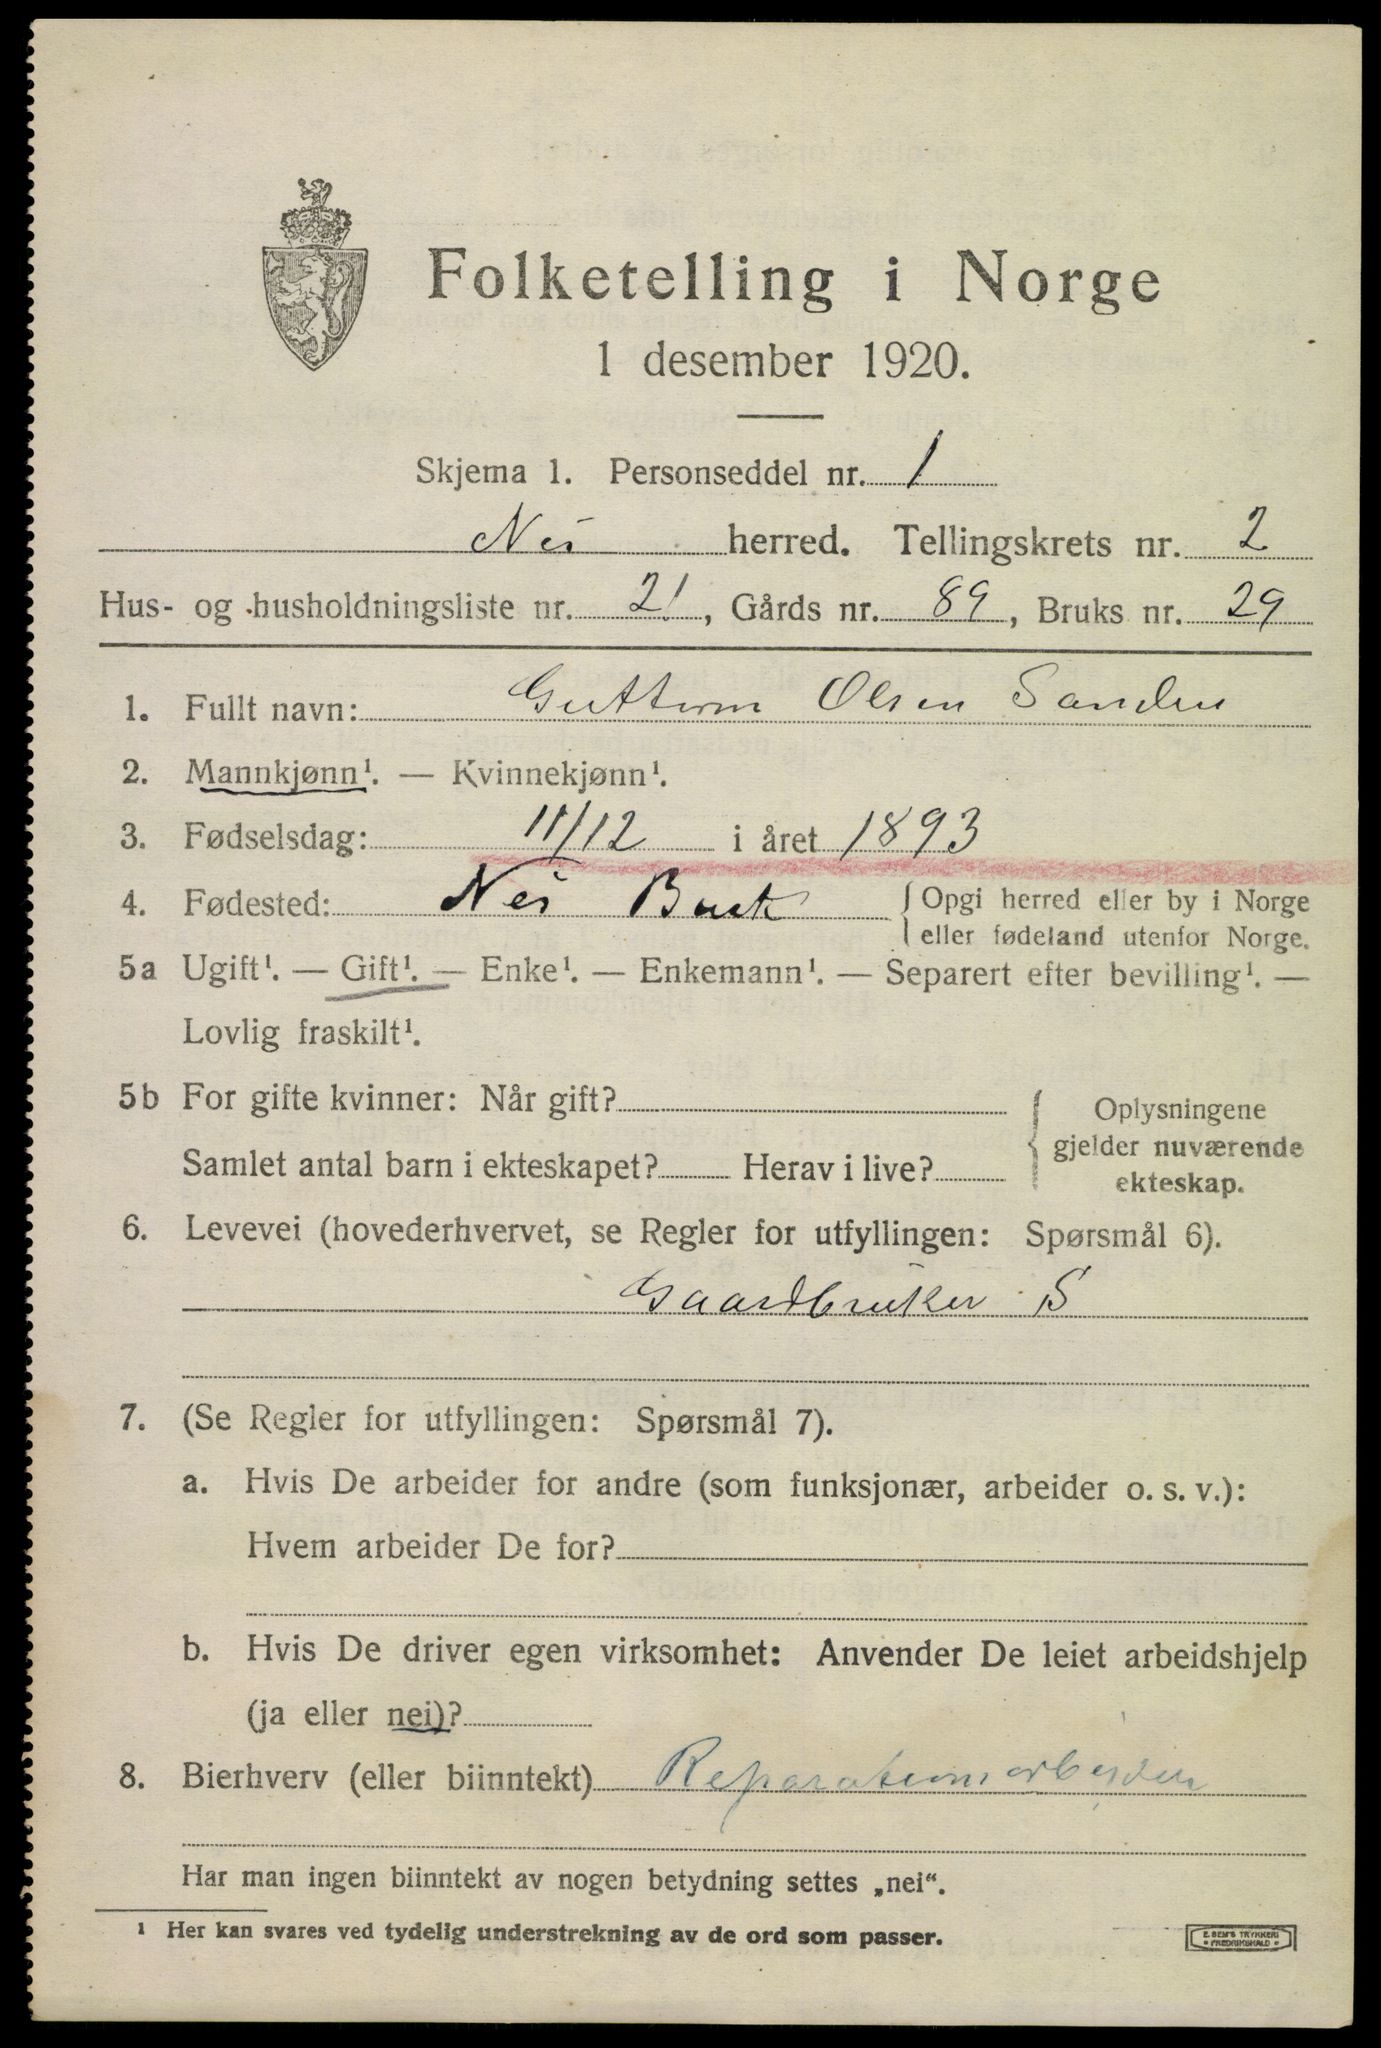 Folketelling i Norge
1 desember 1920.
Skjema 1. Personseddel nr. 1
Nes herred. Tellingskrets nr. 2
Hus- og husholdningsliste nr. 21, Gårds nr. 89, Bruks nr. 29
1. Fullt navn: Guttorm Olsen Sanden
2. Mannkjønn¹. — Kvinnekjønn¹.
3. Fødselsdag: 11/12 i året 1893
4. Fødested: Nes Busk {Opgi herred eller by i Norge
eller fødeland utenfor Norge.
5a Ugift¹. — Gift¹. — Enke¹. — Enkemann¹. — Separert efter bevilling¹. —
Lovlig fraskilt¹.
5b For gifte kvinner: Når gift? Oplysningene
gjelder nuværende
Samlet antal barn i ekteskapet? Herav i live?
ekteskap.
6. Levevei (hovederhvervet, se Regler for utfyllingen: Spørsmål 6).
Gaardbruker S
7. (Se Regler for utfyllingen: Spørsmål 7).
a. Hvis De arbeider for andre (som funksjonær, arbeider o. s. v.):
Hvem arbeider De for?
b. Hvis De driver egen virksomhet: Anvender De leiet arbeidshjelp
(ja eller nei)?
8. Bierhverv (eller biinntekt) Reparationsarbeider
Har man ingen biinntekt av nogen betydning settes „nei“.
¹ Her kan svares ved tydelig understrekning av de ord som passer.
E. SEM'S TRYKKERI
• FREDRIKSHALD •